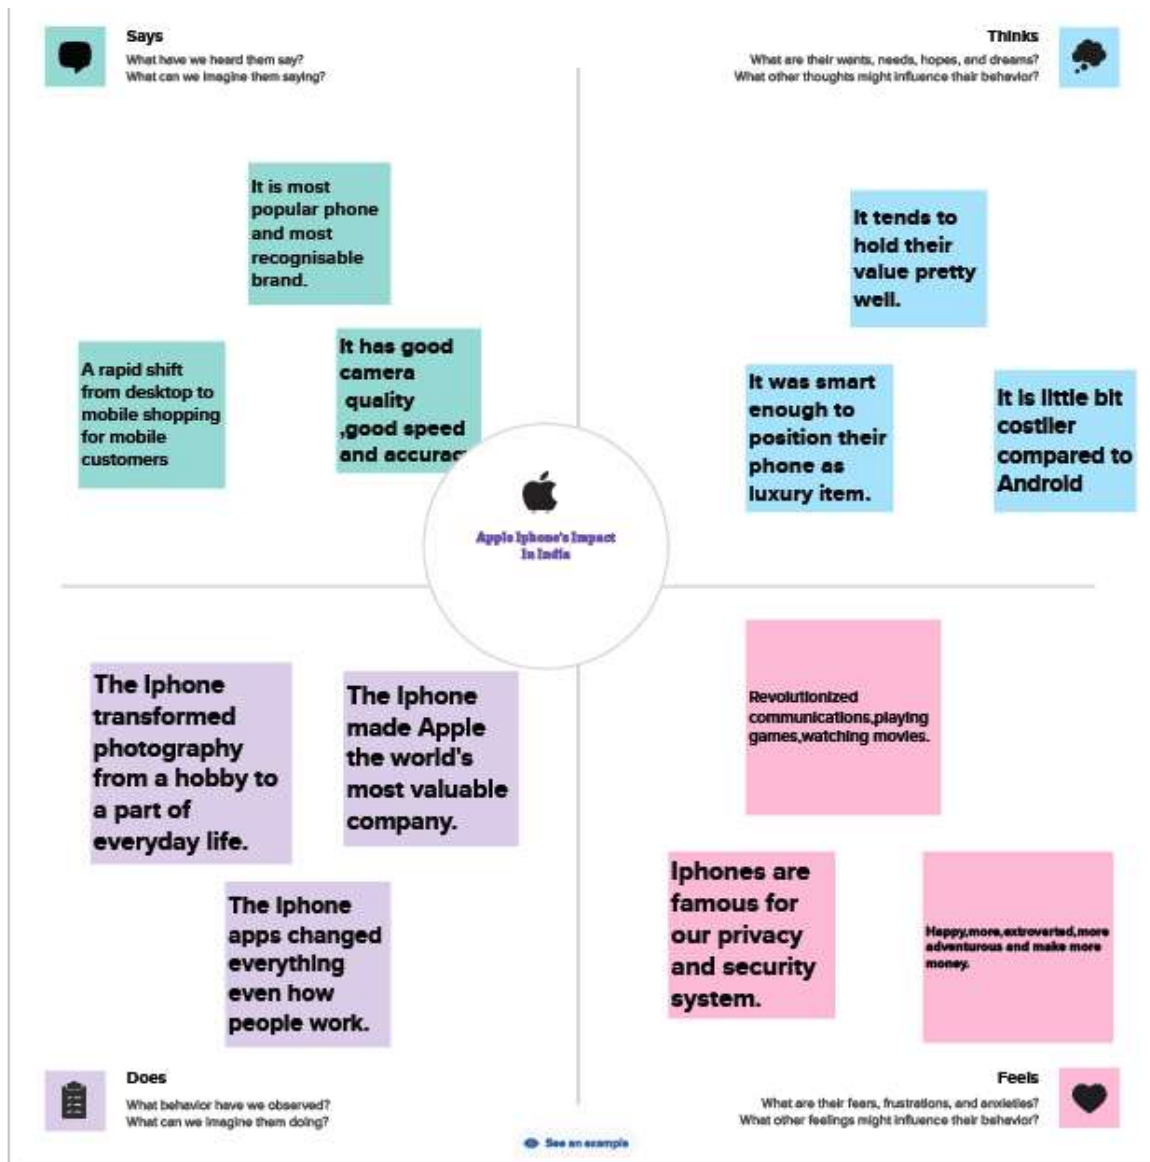 Says
What have we heard them say?
What can we imagine them saying?
Thinks
What are their wants, needs, hopes, and dreams?
What other thoughts might influence their behavior?
It is most
popular phone
and most
recognisable
brand.
A rapid shift
from desktop to
mobile shopping
for mobile
customers
It has good
camera
quality
,good speed
and accurac
It tends to
hold their
value pretty
well.
It was smart
enough to
position their
phone as
luxury item.
It is little bit
costlier
compared to
Android
Apple Iphone's Impact
In India
The Iphone
transformed
photography
from a hobby to
a part of
everyday life.
The Iphone
made Apple
the world's
most valuable
company.
The Iphone
apps changed
everything
even how
people work.
Revolutionized
communications,playing
games,watching movies.
Iphones are
famous for
our privacy
and security
system.
Happy,more,extroverted,more
adventurous and make more
money.
Does
What behavior have we observed?
What can we imagine them doing?
Feels
What are their fears, frustrations, and anxieties?
What other feelings might influence their behavior?
See an example